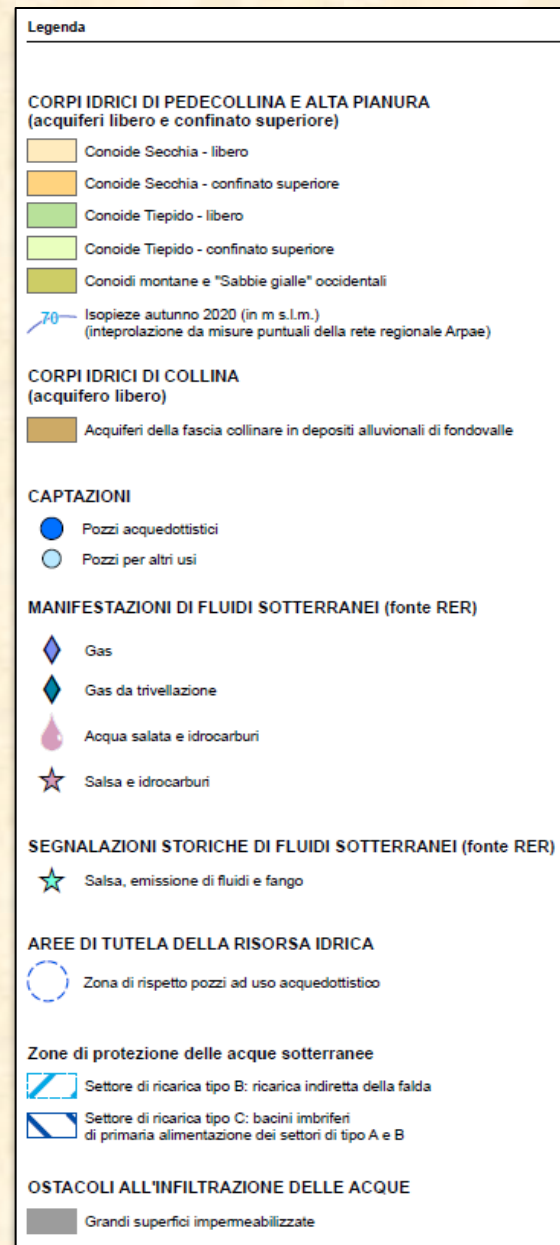 Legenda
CORPI IDRICI DI PEDECOLLINA E ALTA PIANURA
(acquiferi libero e confinato superiore)
Conoide Secchia - libero
Conoide Secchia - confinato superiore
Conoide Tiepido - libero
Conoide Tiepido - confinato superiore
Conoidi montane e "Sabbie gialle" occidentali
70
Isopieze autunno 2020 (in m s.l.m.)
(inteprolazione da misure puntuali della rete regionale Arpae)
CORPI IDRICI DI COLLINA
(acquifero libero)
Acquiferi della fascia collinare in depositi alluvionali di fondovalle
CAPTAZIONI
Pozzi acquedottistici
Pozzi per altri usi
MANIFESTAZIONI DI FLUIDI SOTTERRANEI (fonte RER)
Gas
Gas da trivellazione
Acqua salata e idrocarburi
Salsa e idrocarburi
SEGNALAZIONI STORICHE DI FLUIDI SOTTERRANEI (fonte RER)
Salsa, emissione di fluidi e fango
AREE DI TUTELA DELLA RISORSA IDRICA
Zona di rispetto pozzi ad uso acquedottistico
Zone di protezione delle acque sotterranee
Settore di ricarica tipo B: ricarica indiretta della falda
Settore di ricarica tipo C: bacini imbriferi
di primaria alimentazione dei settori di tipo A e B
OSTACOLI ALL'INFILTRAZIONE DELLE ACQUE
Grandi superfici impermeabilizzate